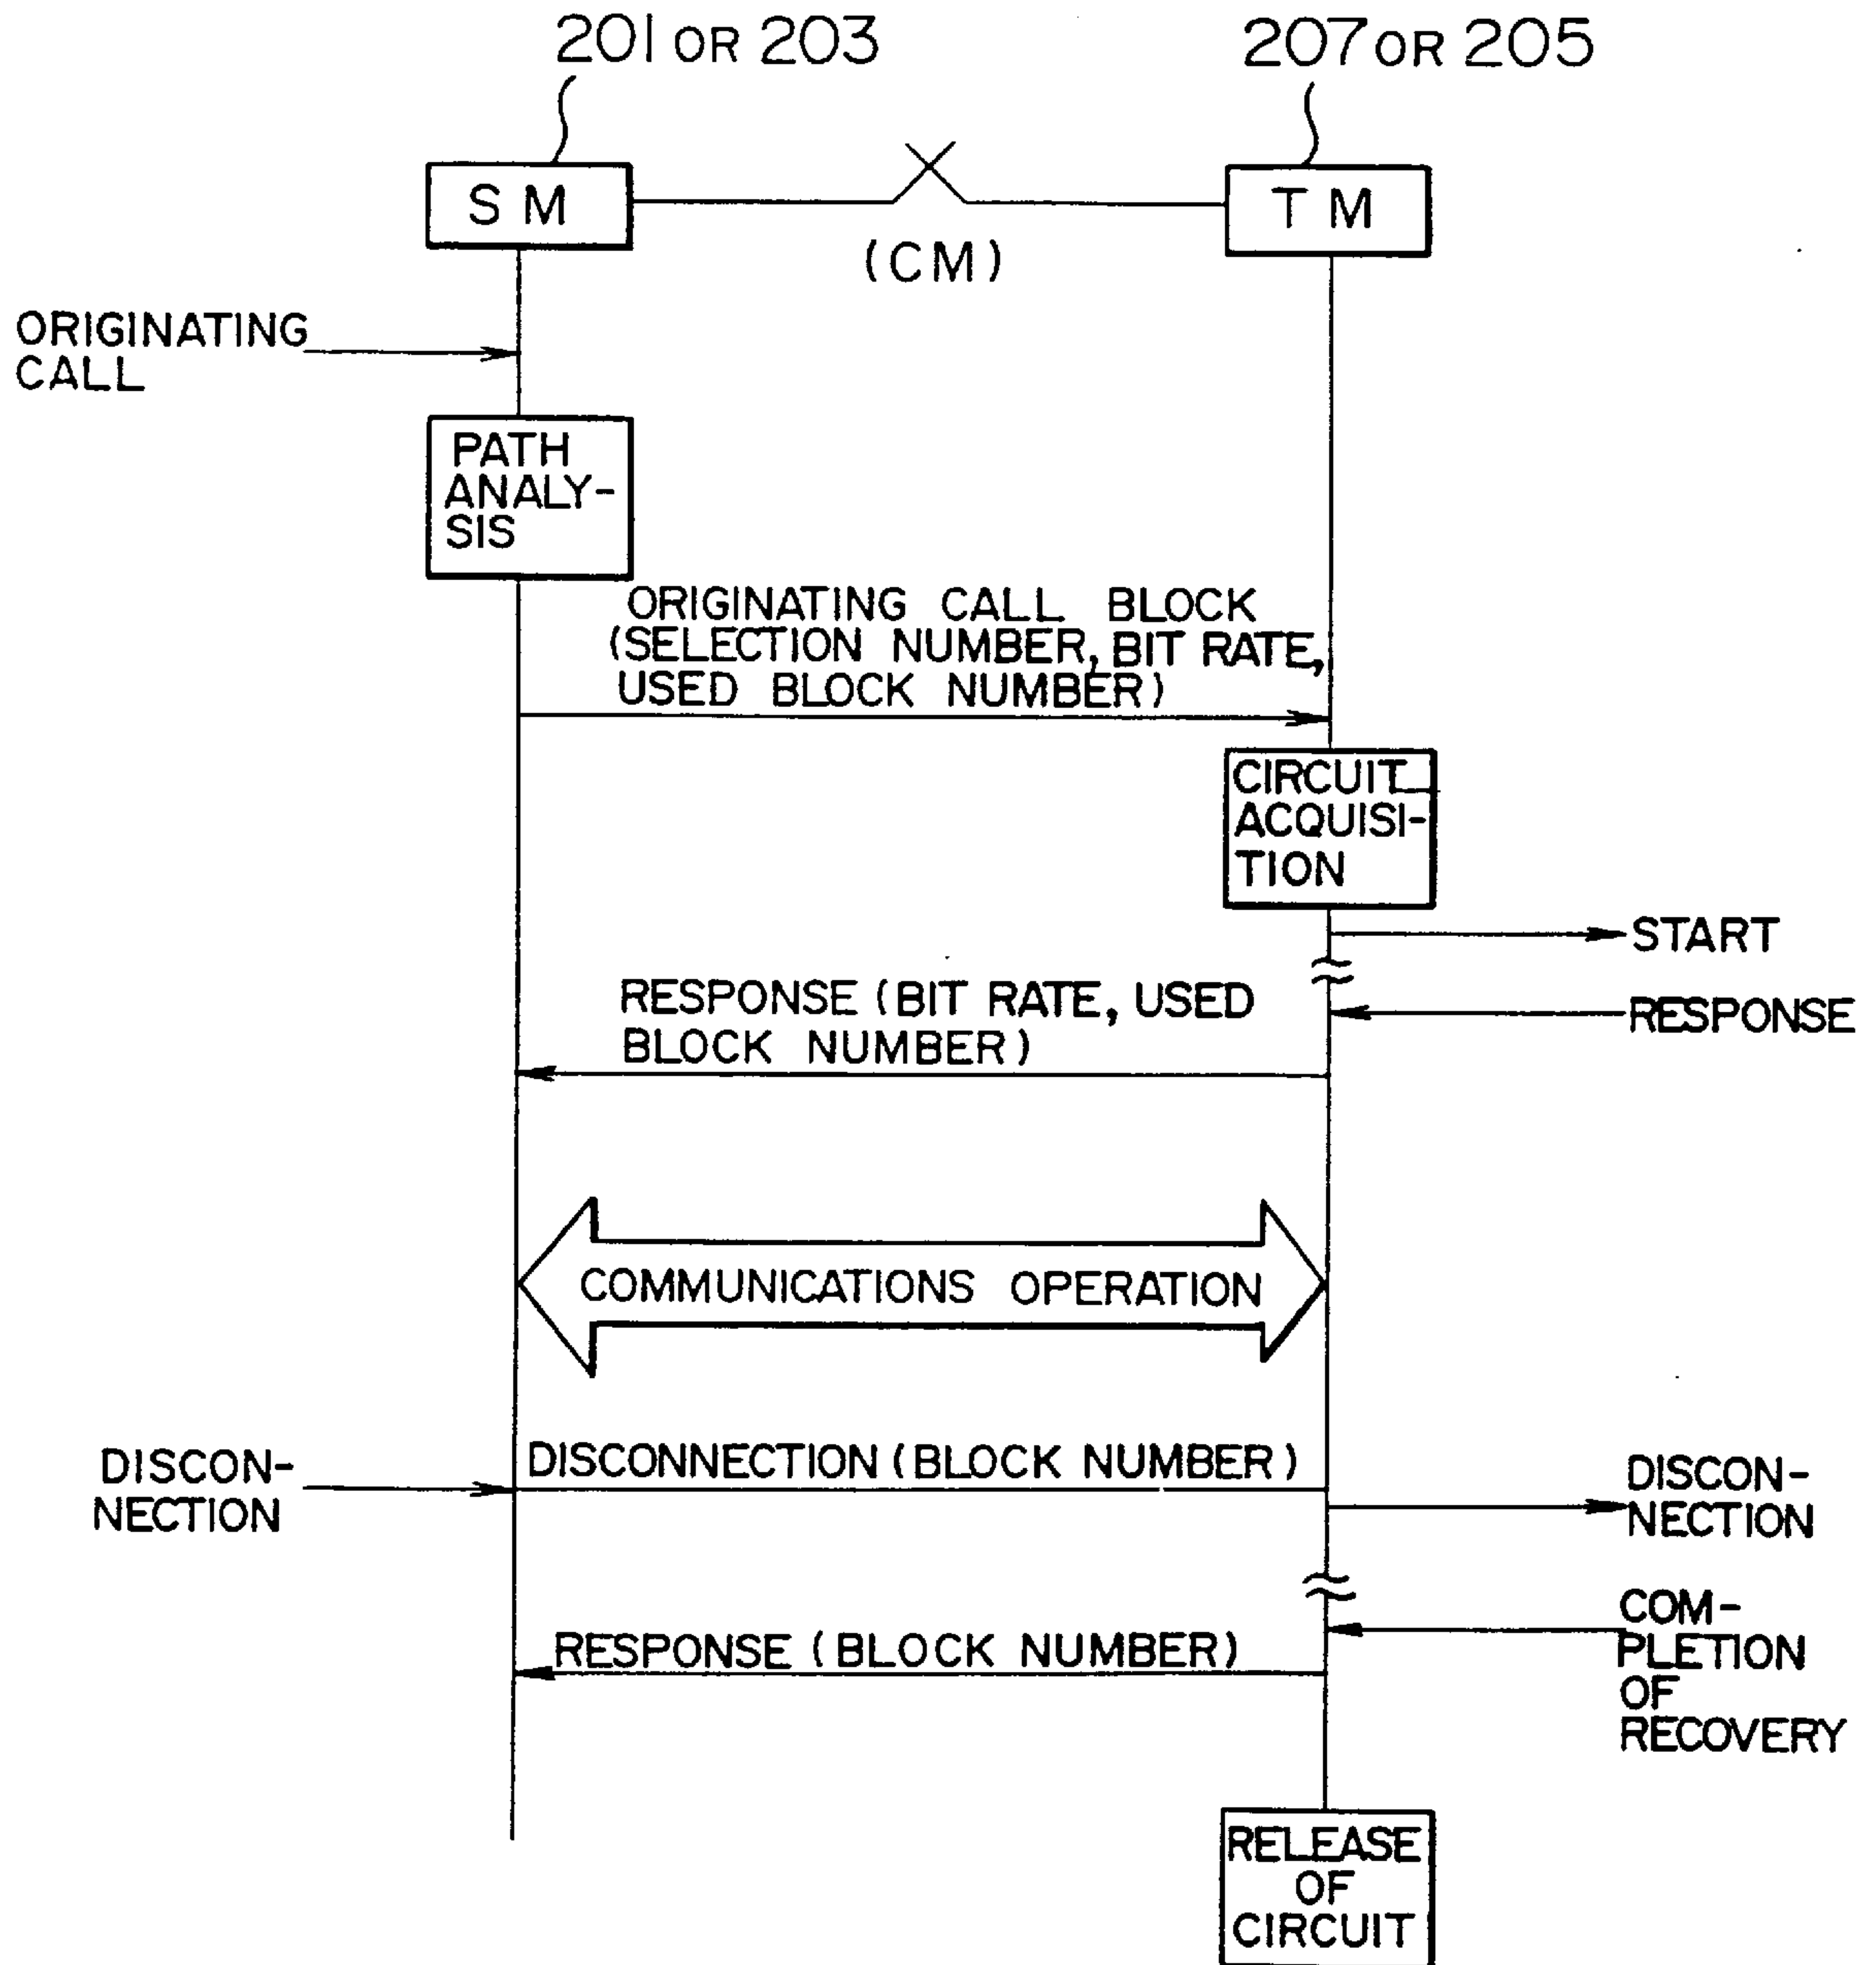 201 OR 203
207 OR 205
SM
TM
(CM)
ORIGINATING
CALL
PATH
ANALY-
SIS
ORIGINATING CALL BLOCK
(SELECTION NUMBER, BIT RATE,
USED BLOCK NUMBER)
CIRCUIT
ACQUISI-
TION
START
RESPONSE (BIT RATE, USED
BLOCK NUMBER)
RESPONSE
COMMUNICATIONS OPERATION
DISCON-
NECTION
DISCONNECTION (BLOCK NUMBER)
DISCON-
NECTION
RESPONSE (BLOCK NUMBER)
COM-
PLETION
OF
RECOVERY
RELEASE
OF
CIRCUIT